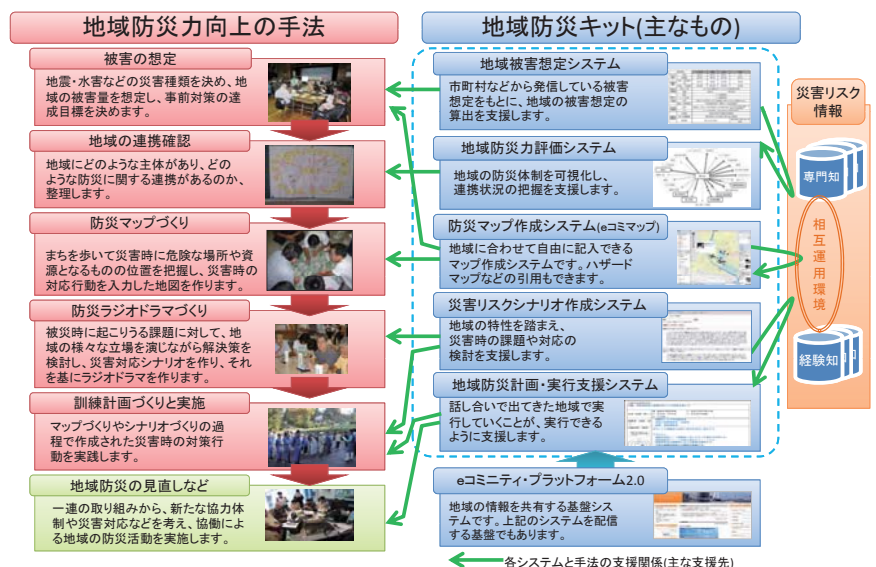 地域防災力向上の手法
被害の想定
地震・水害などの災害種類を決め、地
域の被害量を想定し、事前対策の達
成目標を決めます。
地域の連携確認
地域にどのような主体があり、どの
ような防災に関する連携があるのか、
整理します。
防災マップづくり
まちを歩いて災害時に危険な場所や資
源となるものの位置を把握し、災害時の
対応行動を入力した地図を作ります。
防災ラジオドラマづくり
被災時に起こりうる課題に対して、地
域の様々な立場を演じながら解決策を
検討し、災害対応シナリオを作り、それ
を基にラジオドラマを作ります。
訓練計画づくりと実施
マップづくりやシナリオづくりの過
程で作成された災害時の対策行
動を実践します。
地域防災の見直しなど
一連の取り組みから、新たな協力体
制や災害対応などを考え、協働によ
る地域の防災活動を実施します。
地域防災キット(主なもの)
地域被害想定システム
市町村などから発信している被害
想定をもとに、地域の被害想定の
算出を支援します。
地域防災力評価システム
地域の防災体制を可視化し、
連携状況の把握を支援します。
防災マップ作成システム(eコミマップ)
地域に合わせて自由に記入できる
マップ作成システムです。ハザード
マップなどの引用もできます。
災害リスクシナリオ作成システム
地域の特性を踏まえ、
災害時の課題や対応の
検討を支援します。
地域防災計画・実行支援システム
話し合いで出てきた地域で実
行していくことが、実行できる
ように支援します。
eコミニティ・プラットフォーム2.0
地域の情報を共有する基盤シ
ステムです。上記のシステムを配信
する基盤でもあります。
各システムと手法の支援関係(主な支援先)
災害リスク
情報
専門知
相互運用環境
経験知